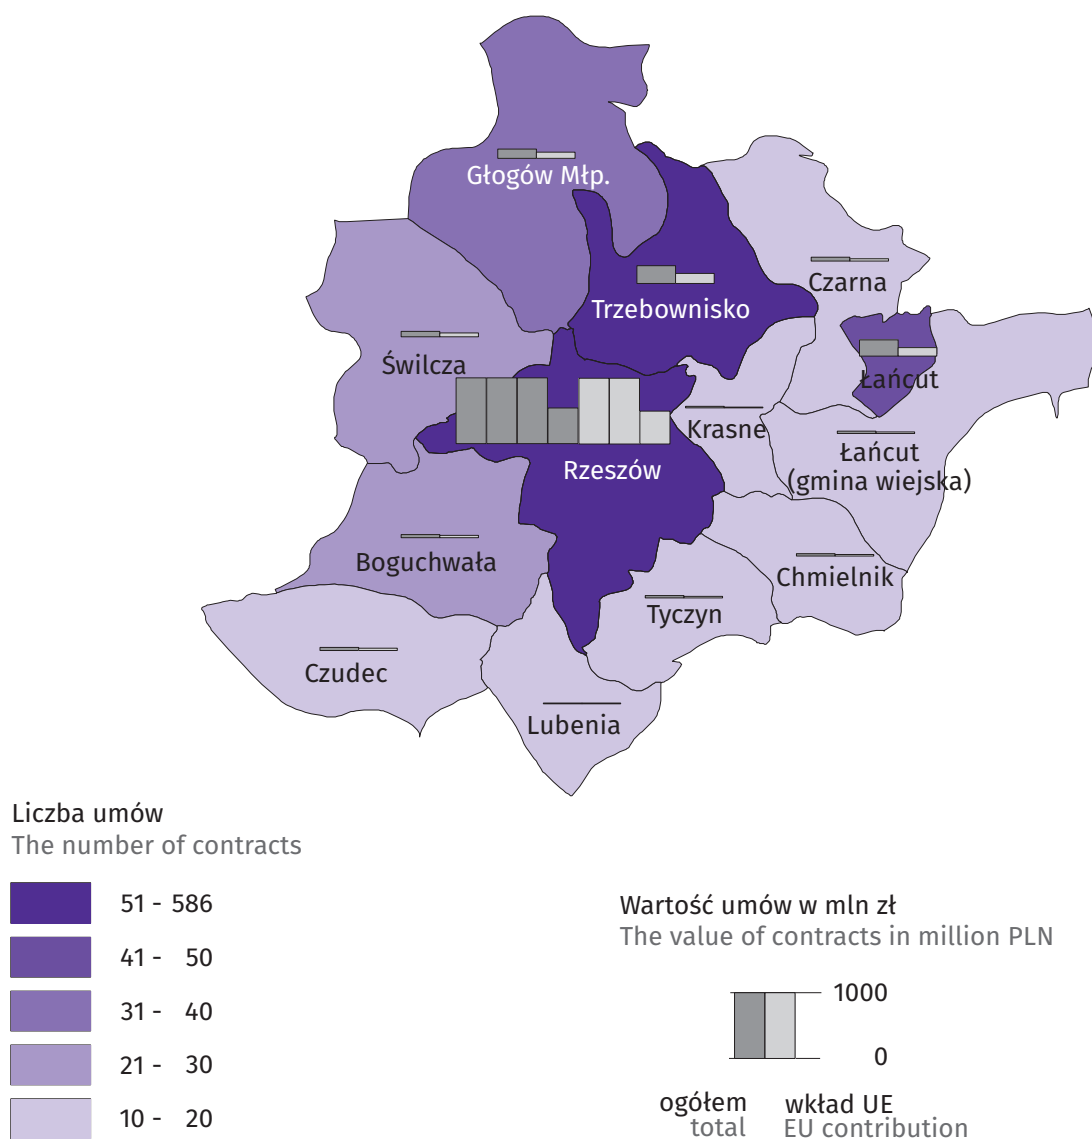 Głogów Młp.
Trzebownisko
Czarna
Świlcza
Łańcut
Krasne
Łańcut
(gmina wiejska)
Rzeszów
Boguchwała
Chmielnik
Tyczyn
Czudec
Lubenia
Liczba umów
The number of contracts
51 - 586
41 - 50
31 - 40
21 - 30
10 - 20
Wartość umów w mln zł
The value of contracts in million PLN
1000
0
ogółem wkład UE
total EU contribution